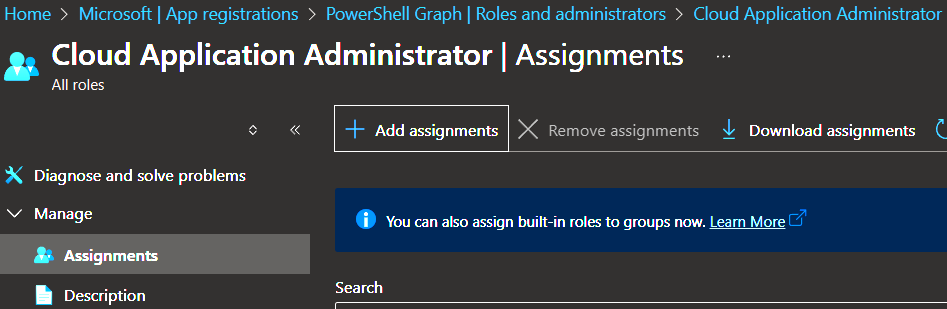 Home > Microsoft | App registrations > PowerShell Graph | Roles and administrators > Cloud Application Administrator
Cloud Application Administrator | Assignments ...
All roles
Add assignments Remove assignments Download assignments
Diagnose and solve problems
Manage
You can also assign built-in roles to groups now. Learn More
Assignments
Description
Search